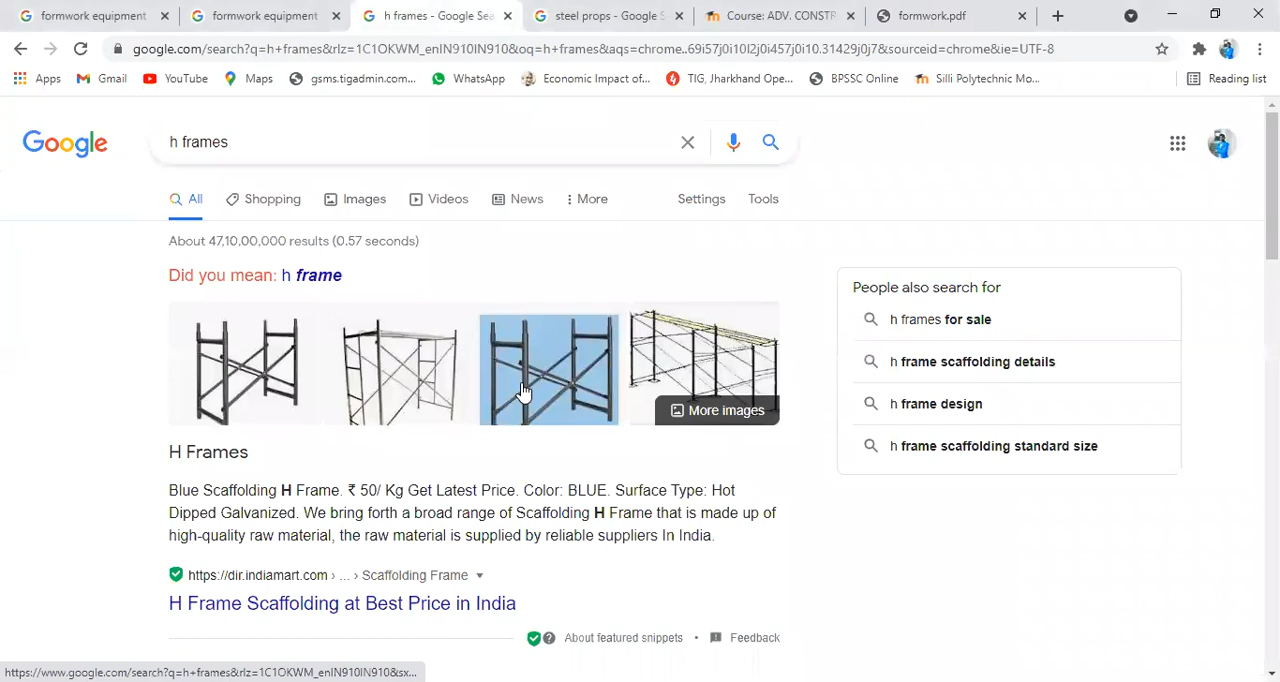 formwork equipment
formwork equipment
h frames - Google Sea
steel props - Google S
Course: ADV. CONSTR
formwork.pdf
google.com/search?q=h+frames&rlz=1C1OKWM_enIN910IN910&oq=h+frames&aqs=chrome..69i57j0i10l2j0i457j0i10.31429j0j7&sourceid=chrome&ie=UTF-8
Apps
Gmail
YouTube
Maps
gsms.tigadmin.com...
WhatsApp
Economic Impact of...
TIG, Jharkhand Ope...
BPSSC Online
Silli Polytechnic Mo...
Reading list
Google
h frames
All
Shopping
Images
Videos
News
More
Settings
Tools
About 47,10,00,000 results (0.57 seconds)
Did you mean: h frame
More images
H Frames
Blue Scaffolding H Frame. ₹ 50/ Kg Get Latest Price. Color: BLUE. Surface Type: Hot
Dipped Galvanized. We bring forth a broad range of Scaffolding H Frame that is made up of
high-quality raw material, the raw material is supplied by reliable suppliers In India.
https://dir.indiamart.com › ... › Scaffolding Frame
H Frame Scaffolding at Best Price in India
About featured snippets
•
Feedback
People also search for
h frames for sale
h frame scaffolding details
h frame design
h frame scaffolding standard size
https://www.google.com/search?q=h+frames&rlz=1C1OKWM_enIN910IN910&sx...